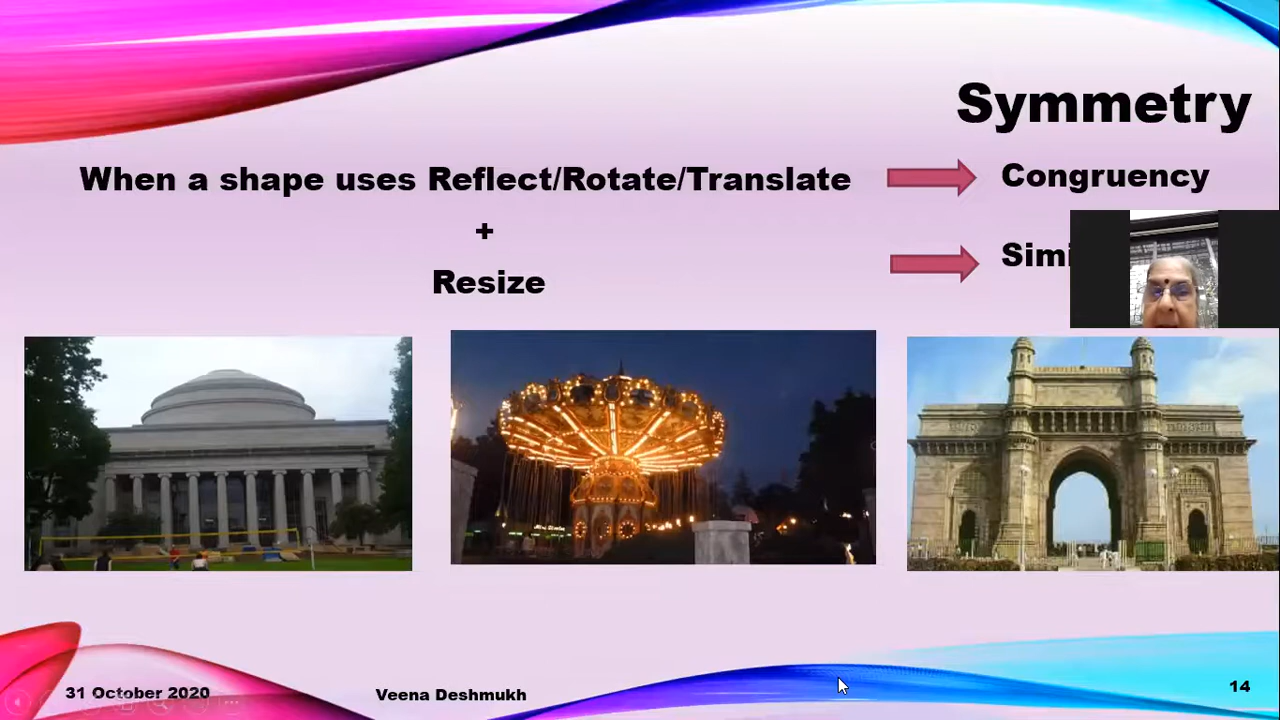 Symmetry
When a shape uses Reflect/Rotate/Translate
Congruency
+
Simi
Resize
31 October 2020
Veena Deshmukh
14